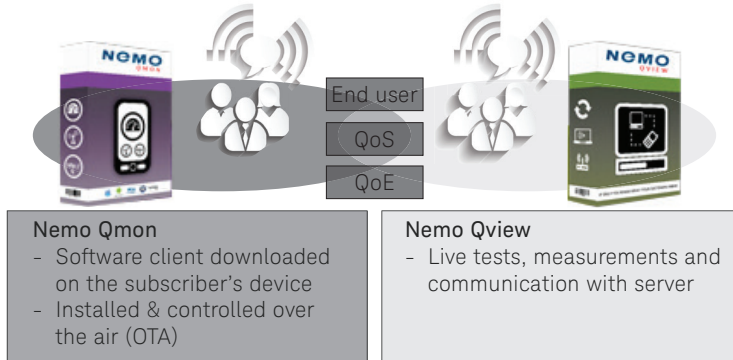 NEMO
QMON
NEMO
QVIEW
End user
QoS
QoE
Nemo Qmon
- Software client downloaded
on the subscriber's device
- Installed & controlled over
the air (OTA)
Nemo Qview
- Live tests, measurements and
communication with server